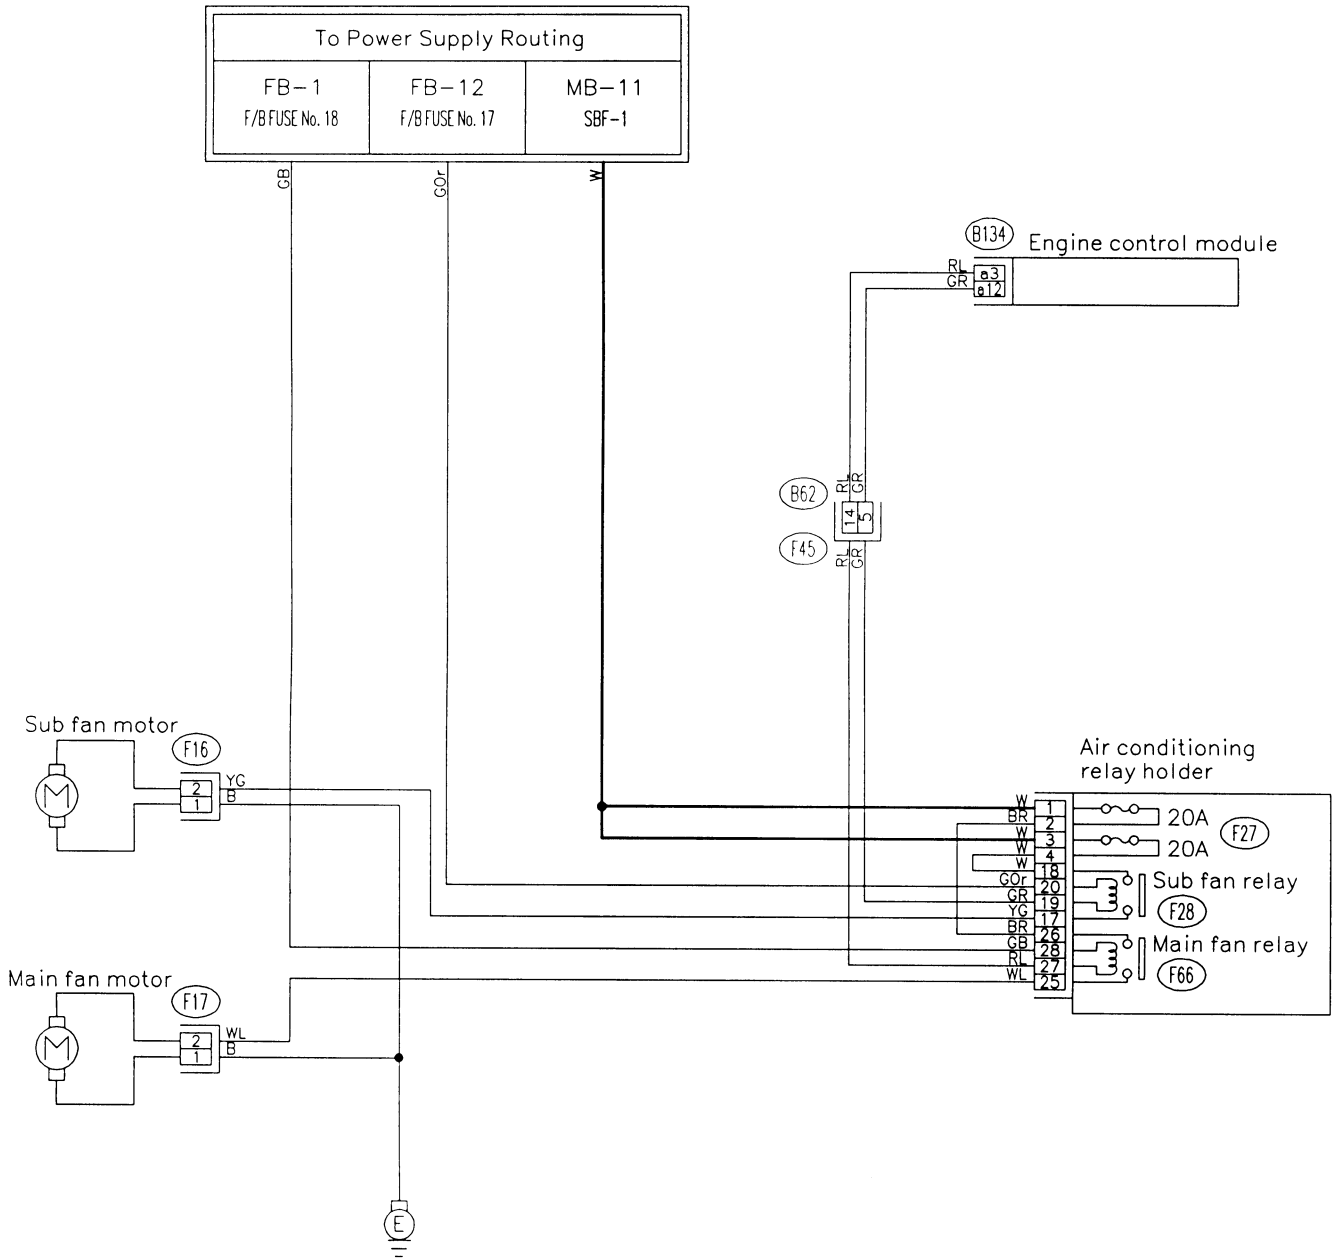 To Power Supply Routing
FB-1
F/B FUSE No. 18
FB-12
F/B FUSE No. 17
MB-11
SBF-1
GB
GOr
W
B134
Engine control module
RL
a3
GR
a12
B62
RL
GR
14
5
F45
RL
GR
Sub fan motor
F16
M
2
YG
1
B
Air conditioning
relay holder
W
1
BR
2
20A
F27
W
3
W
4
20A
W
18
GOr
20
Sub fan relay
GR
19
F28
YG
17
BR
26
GB
28
Main fan relay
RL
27
F66
WL
25
Main fan motor
F17
M
2
WL
1
B
E